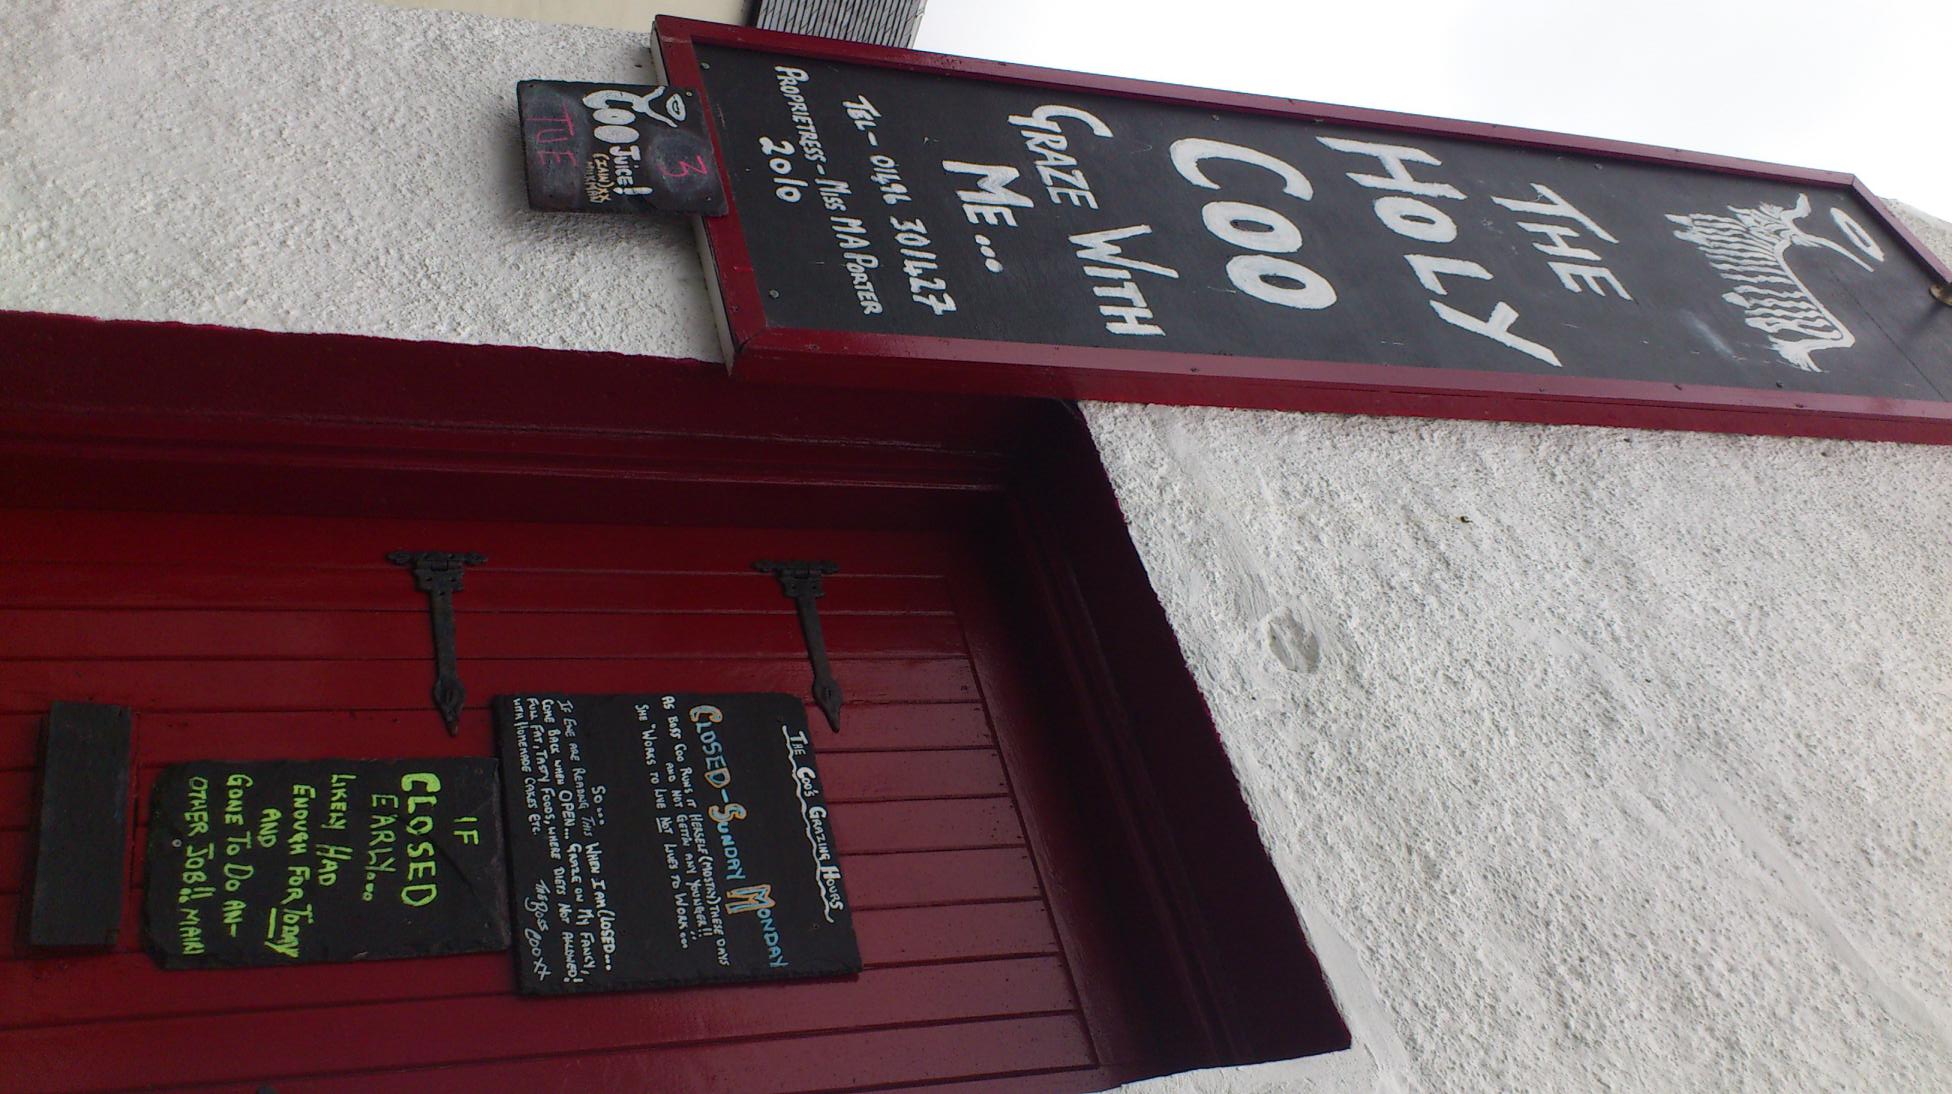 THE
HOLY
COO
GRAZE WITH
ME...
TEL- 01496 301427
PROPRIETRESS - MISS MA PORTER
2010
3
COO JUICE!
TUE
THE COO'S GRAZING HOURS
CLOSED - SUNDAY MONDAY
AS BOSS COO RUNS IT HERSELF (MOSTLY) THESE DAYS
AND NOT GETTIN ANY YOUNGER!!
SHE "WORKS TO LIVE NOT LIVES TO WORK...
SO.... WHEN I AM CLOSED...
IF EWE ARE READING THIS
COME BACK WHEN OPEN... GRAZE ON MY FANCY,
FULL FAT, TASTY FOODS, WHERE DIETS NOT ALLOWED!
WITH HOMEMADE CAKES ETC.
THE BOSS COO XX
IF
CLOSED
EARLY...
LIKELY HAD
ENOUGH FOR TODAY
AND
GONE TO DO AN-
OTHER JOB!! MAIRI